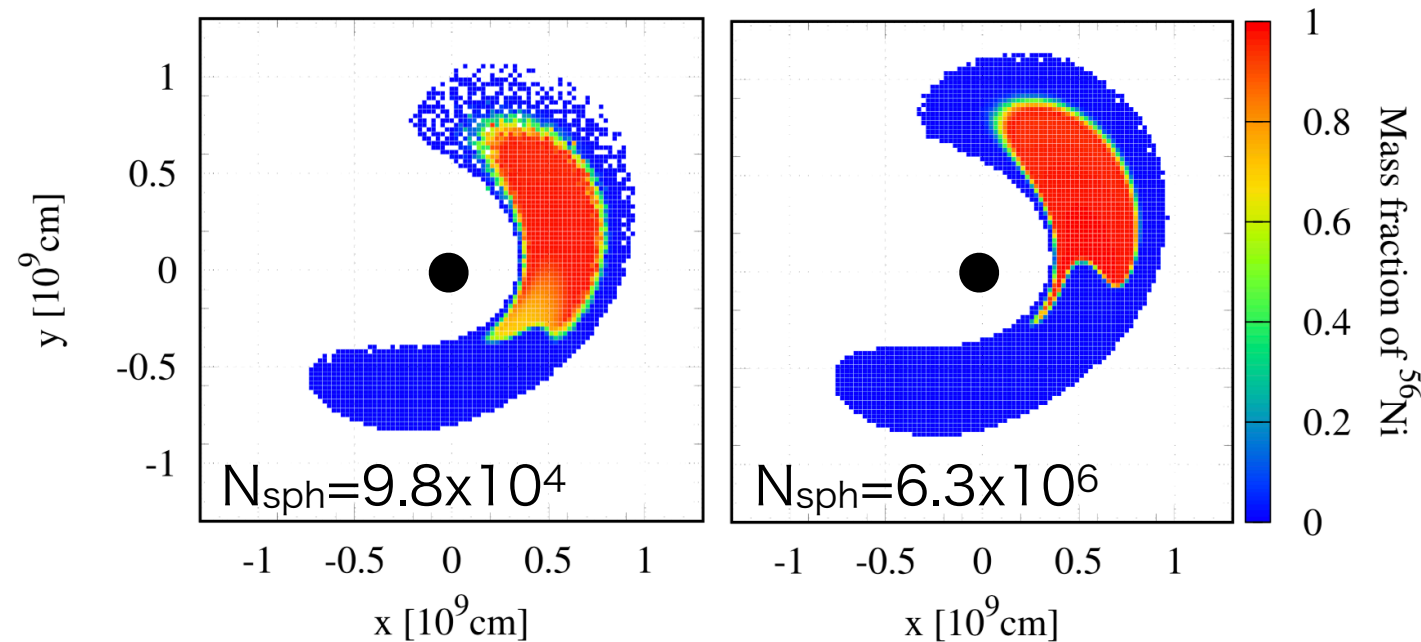 y [10⁹cm]
1
0.5
0
-0.5
-1
Nsph=9.8x10⁴
-1 -0.5 0 0.5 1
x [10⁹cm]
Nsph=6.3x10⁶
-1 -0.5 0 0.5 1
x [10⁹cm]
1
0.8
0.6
0.4
0.2
0
Mass fraction of ⁵⁶Ni